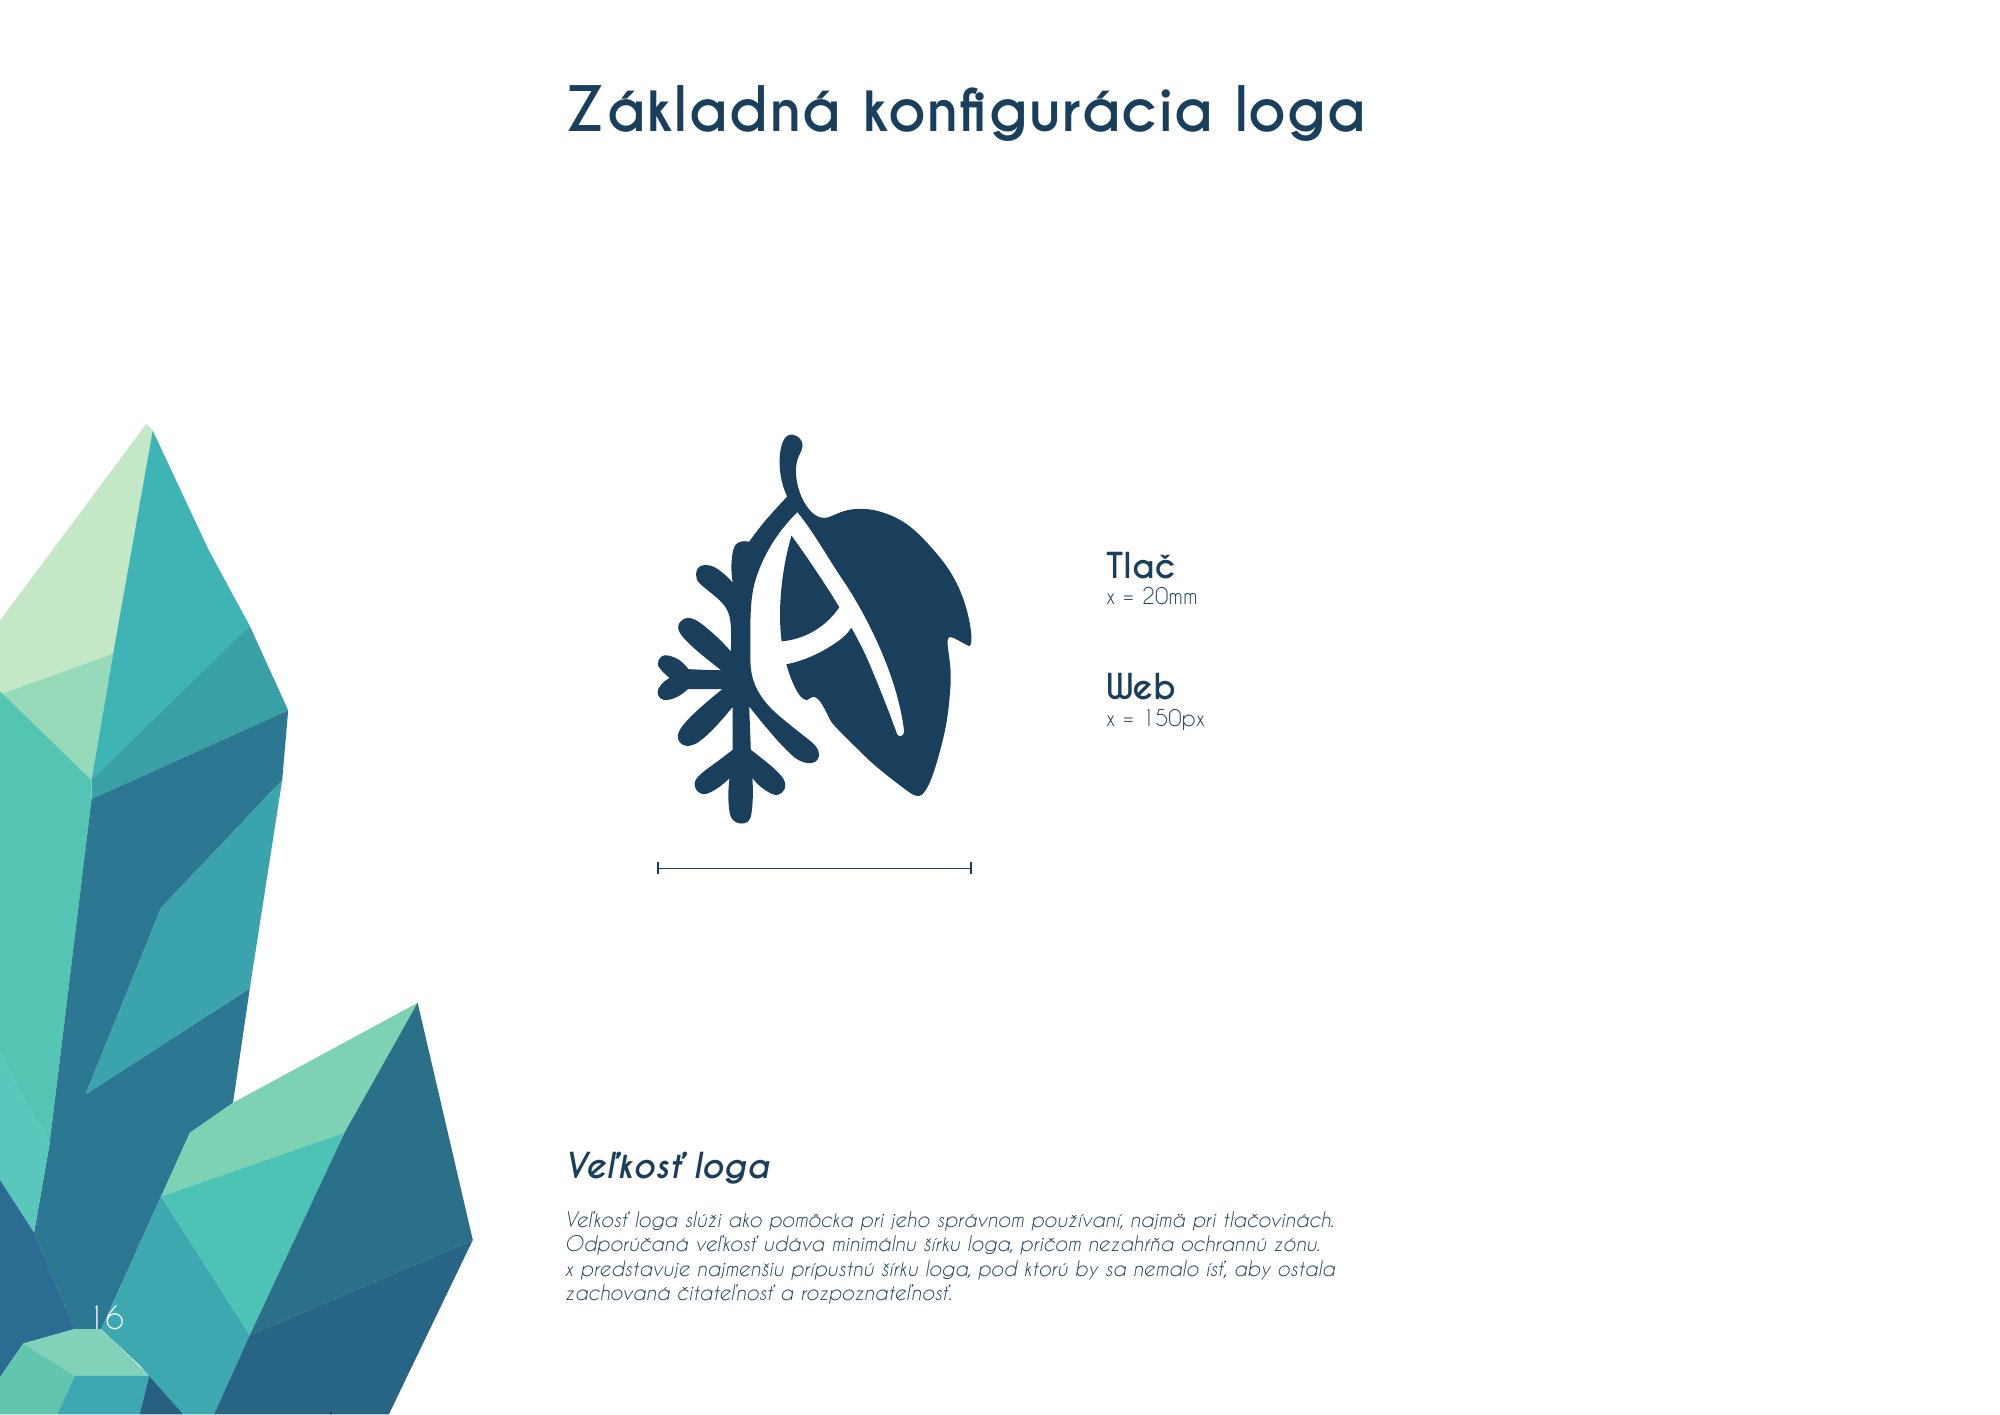 Základná konfigurácia loga
Tlač
x = 20mm
Web
x = 150px
Veľkosť loga
Veľkosť loga slúži ako pomôcka pri jeho správnom používaní, najmä pri tlačovinách.
Odporúčaná veľkosť udáva minimálnu šírku loga, pričom nezahŕňa ochrannú zónu.
x predstavuje najmenšiu prípustnú šírku loga, pod ktorú by sa nemalo ísť, aby ostala
zachovaná čitateľnosť a rozpoznateľnosť.
16